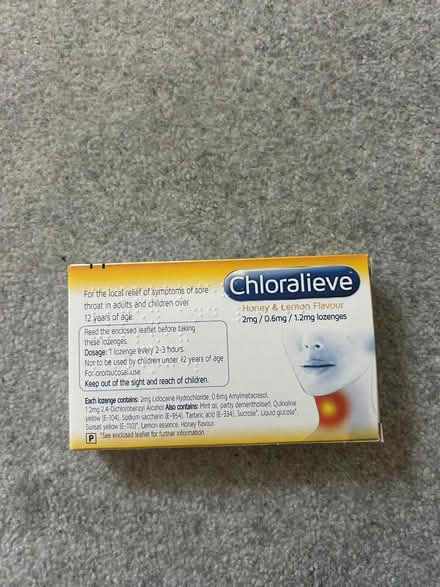 For the local relief of symptoms of sore
throat in adults and children over
12 years of age.
Read the enclosed leaflet before taking
these lozenges.
Dosage: 1 lozenge every 2-3 hours.
Not to be used by children under 12 years of age
For oromucosal use
Keep out of the sight and reach of children.
Chloralieve™
Honey & Lemon Flavour
2mg / 0.6mg / 1.2mg lozenges
Each lozenge contains: 2mg Lidocaine Hydrochloride, 0.6mg Amylmetacresol,
1.2mg 2,4-Dichlorobenzyl Alcohol Also contains: Mint oil, partly dementholised, Quinoline
yellow (E-104), Sodium saccharin (E-954), Tartaric acid (E-334), Sucrose*, Liquid glucose*,
Sunset yellow (E-110)*, Lemon essence, Honey flavour.
P *See enclosed leaflet for further information